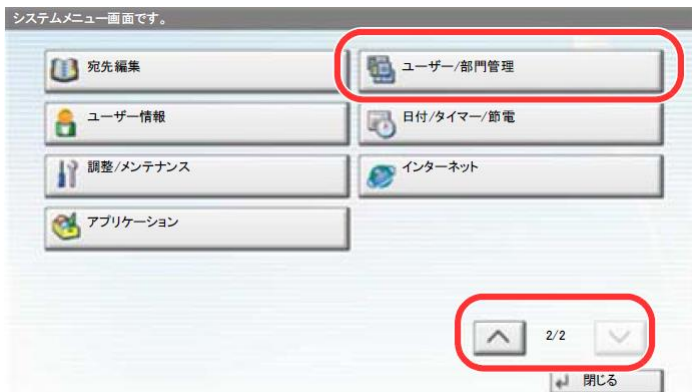 システムメニュー画面です。
宛先編集
ユーザー/部門管理
ユーザー情報
日付/タイマー/節電
調整/メンテナンス
インターネット
アプリケーション
2/2
閉じる